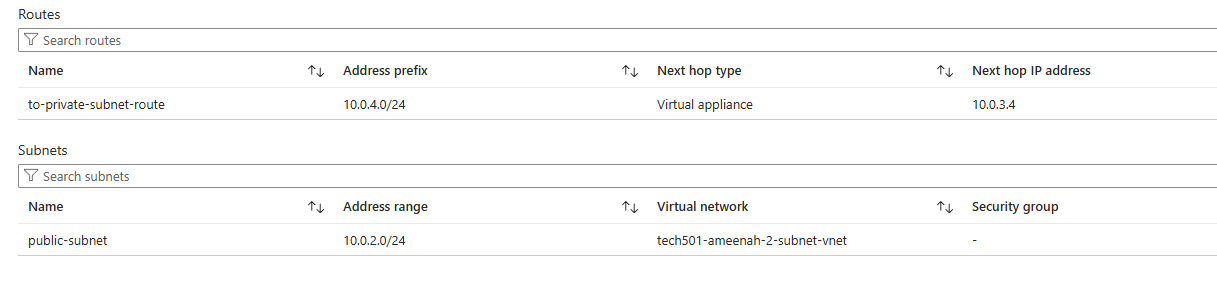 Routes
Search routes
Name Address prefix Next hop type Next hop IP address
to-private-subnet-route 10.0.4.0/24 Virtual appliance 10.0.3.4
Subnets
Search subnets
Name Address range Virtual network Security group
public-subnet 10.0.2.0/24 tech501-ameenah-2-subnet-vnet -